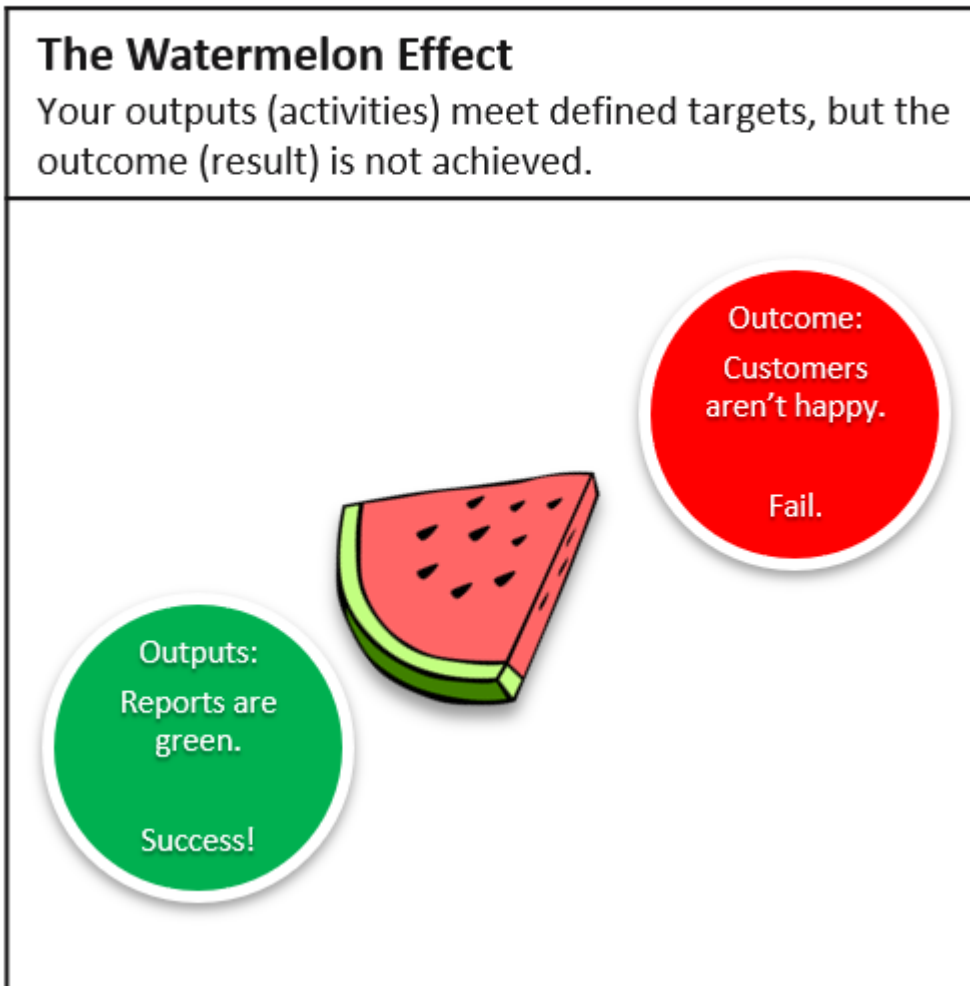 The Watermelon Effect
Your outputs (activities) meet defined targets, but the
outcome (result) is not achieved.
Outcome:
Customers
aren’t happy.
Fail.
Outputs:
Reports are
green.
Success!